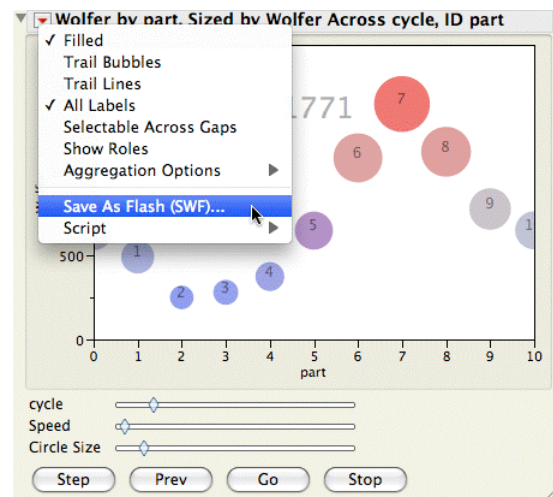 Wolfer by part. Sized by Wolfer Across cycle, ID part
✓ Filled
Trail Bubbles
Trail Lines
✓ All Labels
Selectable Across Gaps
Show Roles
Aggregation Options
Save As Flash (SWF)...
Script
1771
7
6
8
9
1
5
1
4
2
3
500
0
0 1 2 3 4 5 6 7 8 9 10
part
cycle
Speed
Circle Size
Step Prev Go Stop